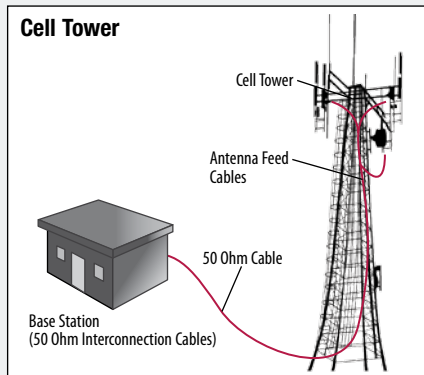 Cell Tower
Cell Tower
Antenna Feed
Cables
50 Ohm Cable
Base Station
(50 Ohm Interconnection Cables)